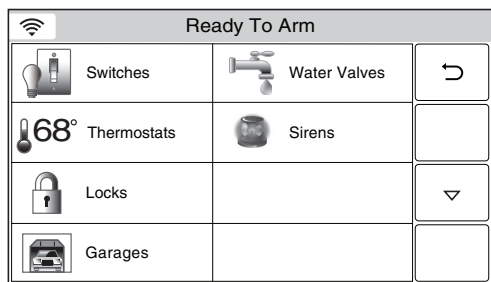 Ready To Arm
Switches
Water Valves
68° Thermostats
Sirens
Locks
Garages